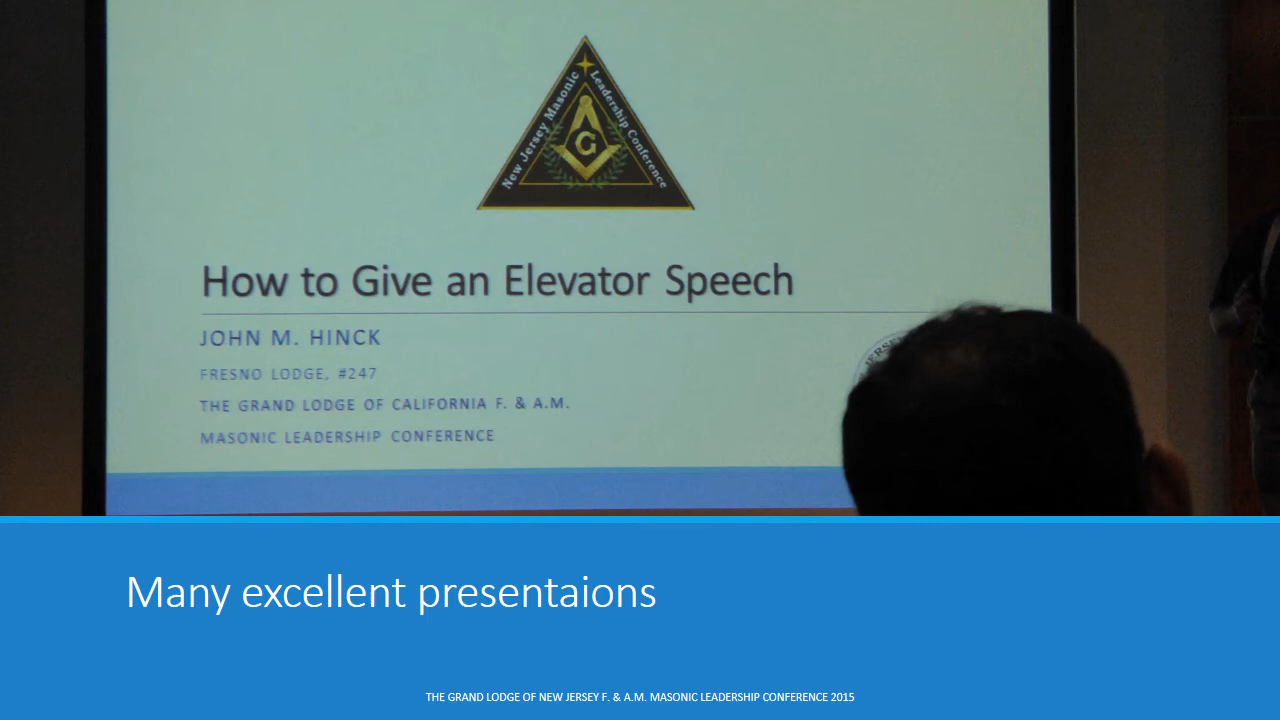 New Jersey Masonic Leadership Conference
G
How to Give an Elevator Speech
JOHN M. HINCK
FRESNO LODGE, #247
THE GRAND LODGE OF CALIFORNIA F. & A.M.
MASONIC LEADERSHIP CONFERENCE
Many excellent presentaions
THE GRAND LODGE OF NEW JERSEY F. & A.M. MASONIC LEADERSHIP CONFERENCE 2015